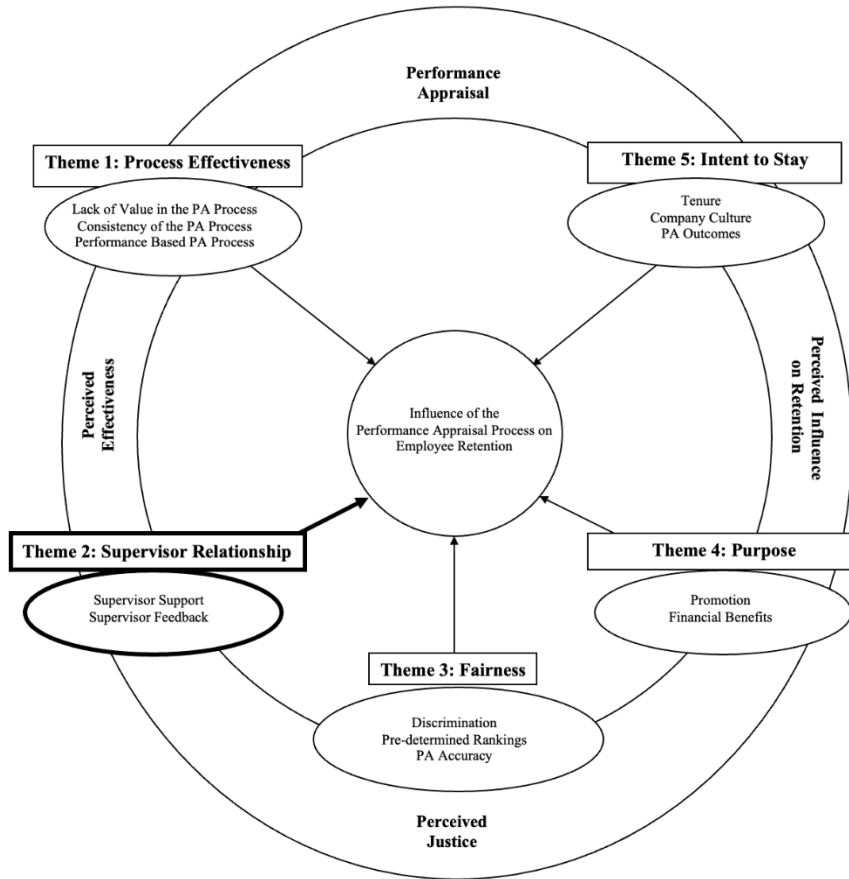 Performance
Appraisal
Theme 1: Process Effectiveness
Lack of Value in the PA Process
Consistency of the PA Process
Performance Based PA Process
Theme 5: Intent to Stay
Tenure
Company Culture
PA Outcomes
Perceived
Effectiveness
Influence of the
Performance Appraisal Process on
Employee Retention
Perceived Influence
on Retention
Theme 2: Supervisor Relationship
Supervisor Support
Supervisor Feedback
Theme 4: Purpose
Promotion
Financial Benefits
Theme 3: Fairness
Discrimination
Pre-determined Rankings
PA Accuracy
Perceived
Justice